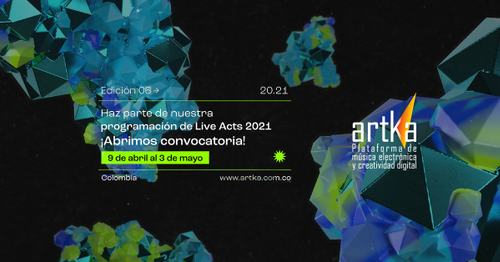 Edición 06 →
20.21
Haz parte de nuestra
programación de Live Acts 2021
¡Abrimos convocatoria!
9 de abril al 3 de mayo
Colombia
www.artka.com.co
artka
Plataforma de
música electrónica
y creatividad digital